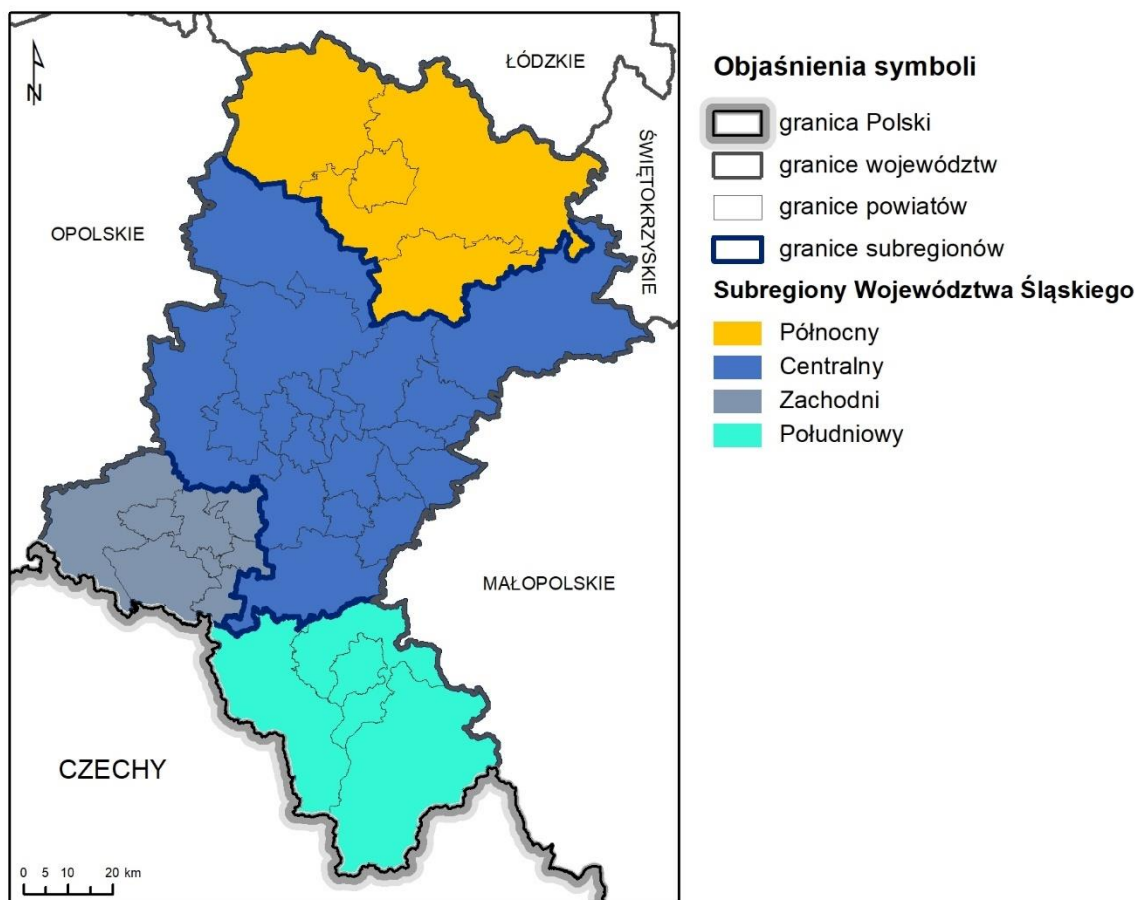 ŁÓDZKIE
N
ŚWIĘTOKRZYSKIE
OPOLSKIE
MAŁOPOLSKIE
CZECHY
0 5 10 20 km
Objaśnienia symboli
granica Polski
granice województw
granice powiatów
granice subregionów
Subregiony Województwa Śląskiego
Północny
Centralny
Zachodni
Południowy